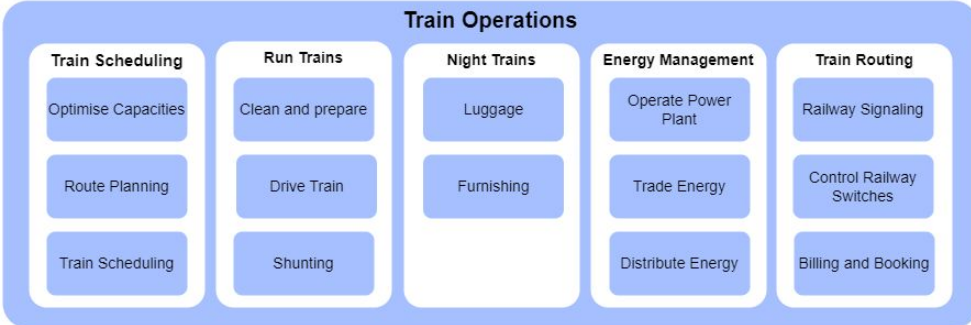 Train Operations
Train Scheduling
Optimise Capacities
Route Planning
Train Scheduling
Run Trains
Clean and prepare
Drive Train
Shunting
Night Trains
Luggage
Furnishing
Energy Management
Operate Power
Plant
Trade Energy
Distribute Energy
Train Routing
Railway Signaling
Control Railway
Switches
Billing and Booking